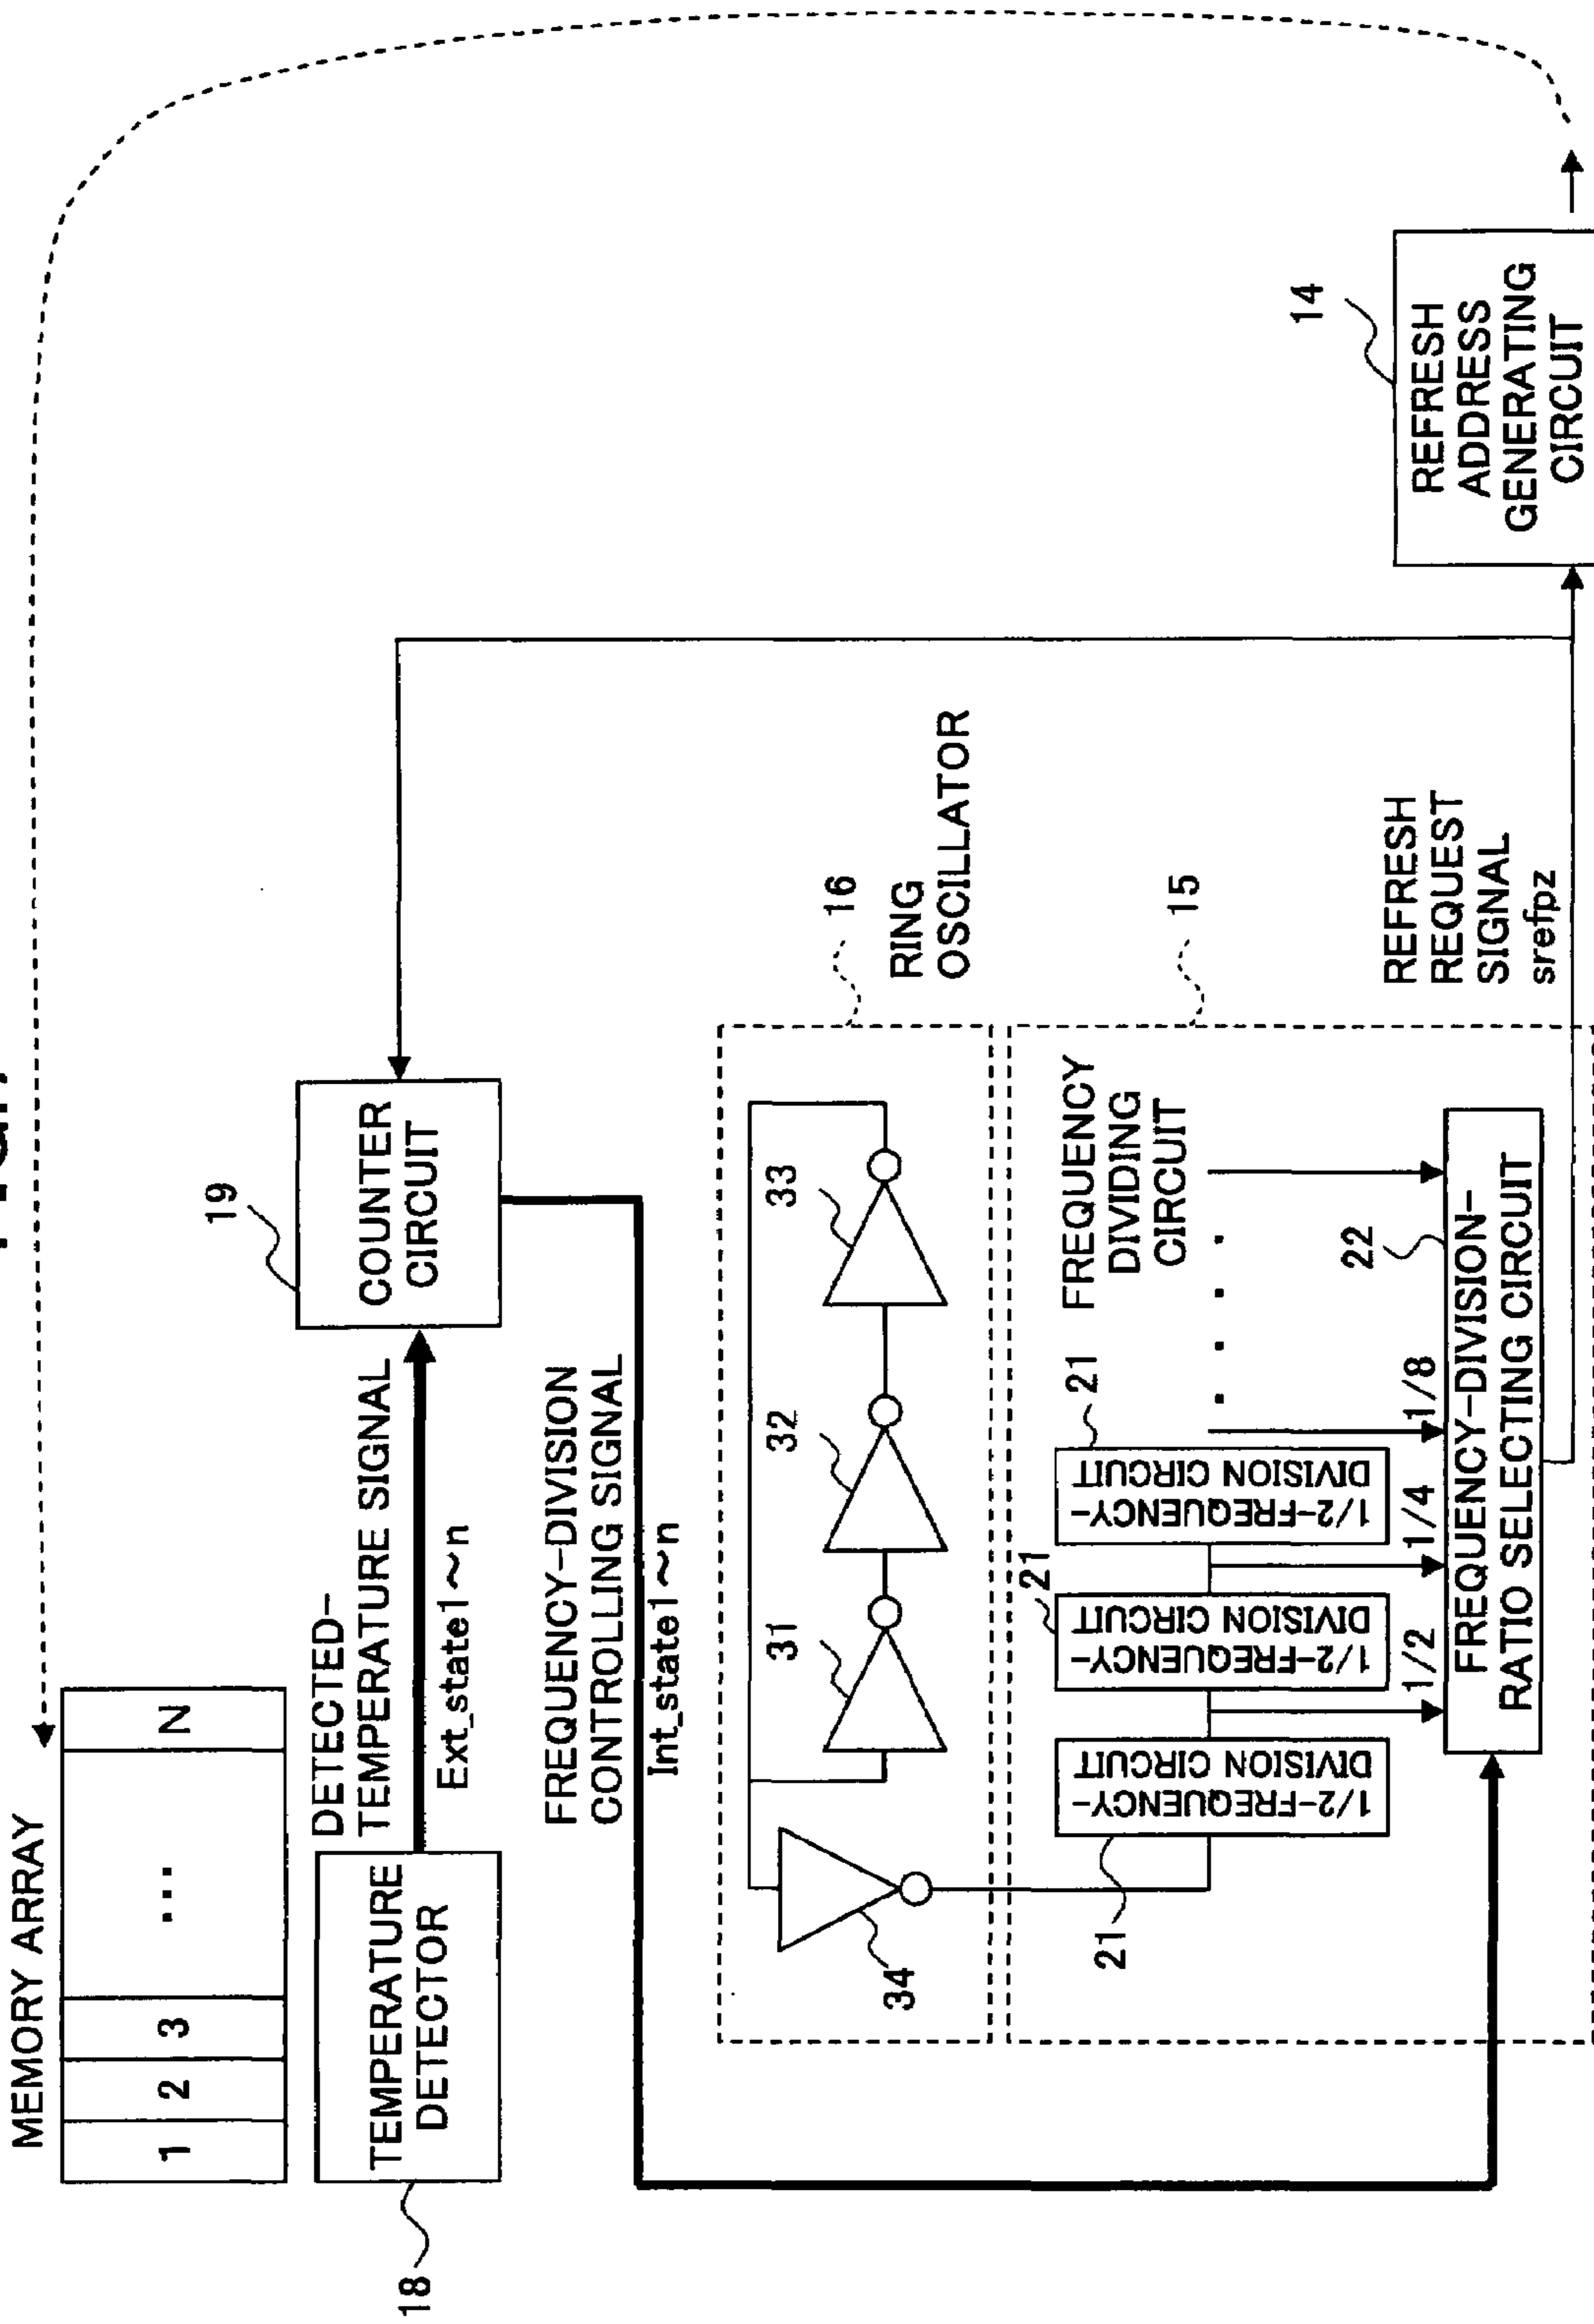 MEMORY ARRAY
1
2
3
...
N
18
TEMPERATURE
DETECTOR
DETECTED-
TEMPERATURE SIGNAL
Ext_state1~n
19
COUNTER
CIRCUIT
FREQUENCY-DIVISION
CONTROLLING SIGNAL
Int_state1~n
34
31
32
33
16
RING
OSCILLATOR
21
1/2-FREQUENCY-
DIVISION CIRCUIT
21
1/2-FREQUENCY-
DIVISION CIRCUIT
21
1/2-FREQUENCY-
DIVISION CIRCUIT
FREQUENCY
DIVIDING
CIRCUIT
. . . .
15
1/2
1/4
1/8
22
FREQUENCY-DIVISION-
RATIO SELECTING CIRCUIT
REFRESH
REQUEST
SIGNAL
srefpz
14
REFRESH
ADDRESS
GENERATING
CIRCUIT